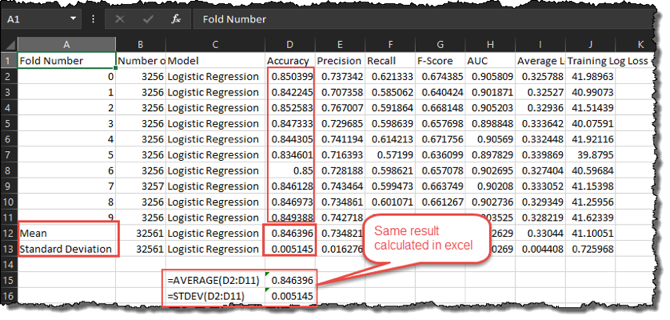 A1 fx Fold Number
A B C D E F G H I J K
1 Fold Number Number o Model Accuracy Precision Recall F-Score AUC Average L Training Log Loss
2 0 3256 Logistic Regression 0.850399 0.737342 0.621333 0.674385 0.905809 0.325788 41.98963
3 1 3256 Logistic Regression 0.842245 0.707358 0.585062 0.640424 0.901871 0.32527 40.99073
4 2 3256 Logistic Regression 0.852583 0.767007 0.591864 0.668148 0.905203 0.32936 41.51439
5 3 3256 Logistic Regression 0.847333 0.729685 0.598639 0.657698 0.898848 0.333642 40.07591
6 4 3256 Logistic Regression 0.844305 0.741194 0.614213 0.671756 0.90569 0.332448 41.92116
7 5 3256 Logistic Regression 0.834601 0.716393 0.57199 0.636099 0.897829 0.339869 39.8795
8 6 3256 Logistic Regression 0.85 0.728188 0.598621 0.657078 0.902695 0.327404 40.59684
9 7 3257 Logistic Regression 0.846128 0.743464 0.599473 0.663749 0.90208 0.333052 41.15398
10 8 3256 Logistic Regression 0.84697 0.738864 0.601071 0.661267 0.902736 0.329349 41.25956
11 9 3256 Logistic Regression 0.849388 0.742718 03525 0.328219 41.62339
12 Mean 32561 Logistic Regression 0.846395 0.734821 2629 0.33044 41.10051
13 Standard Deviation 32561 Logistic Regression 0.005145 0.016276 0269 0.004408 0.725968
Same result
calculated in excel
14
15 =AVERAGE(D2:D11) 0.846396
16 =STDEV(D2:D11) 0.005145